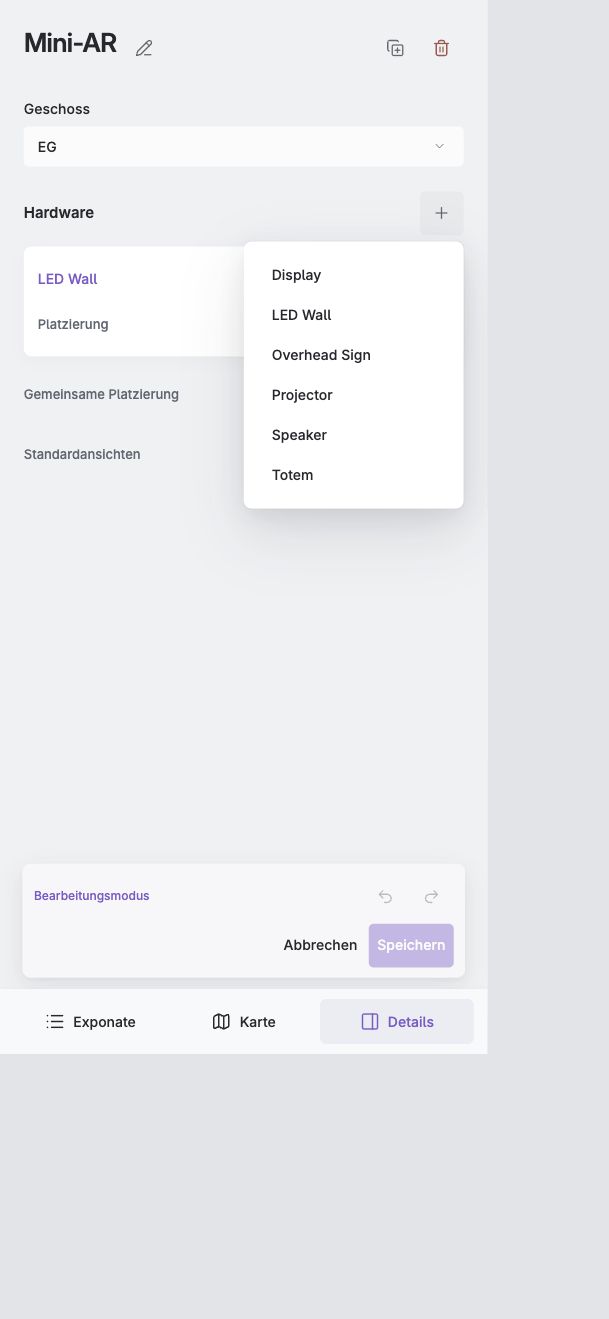 Mini-AR
Geschoss
EG
Hardware
LED Wall
Platzierung
Gemeinsame Platzierung
Standardansichten
Display
LED Wall
Overhead Sign
Projector
Speaker
Totem
Bearbeitungsmodus
Abbrechen Speichern
Exponate Karte Details